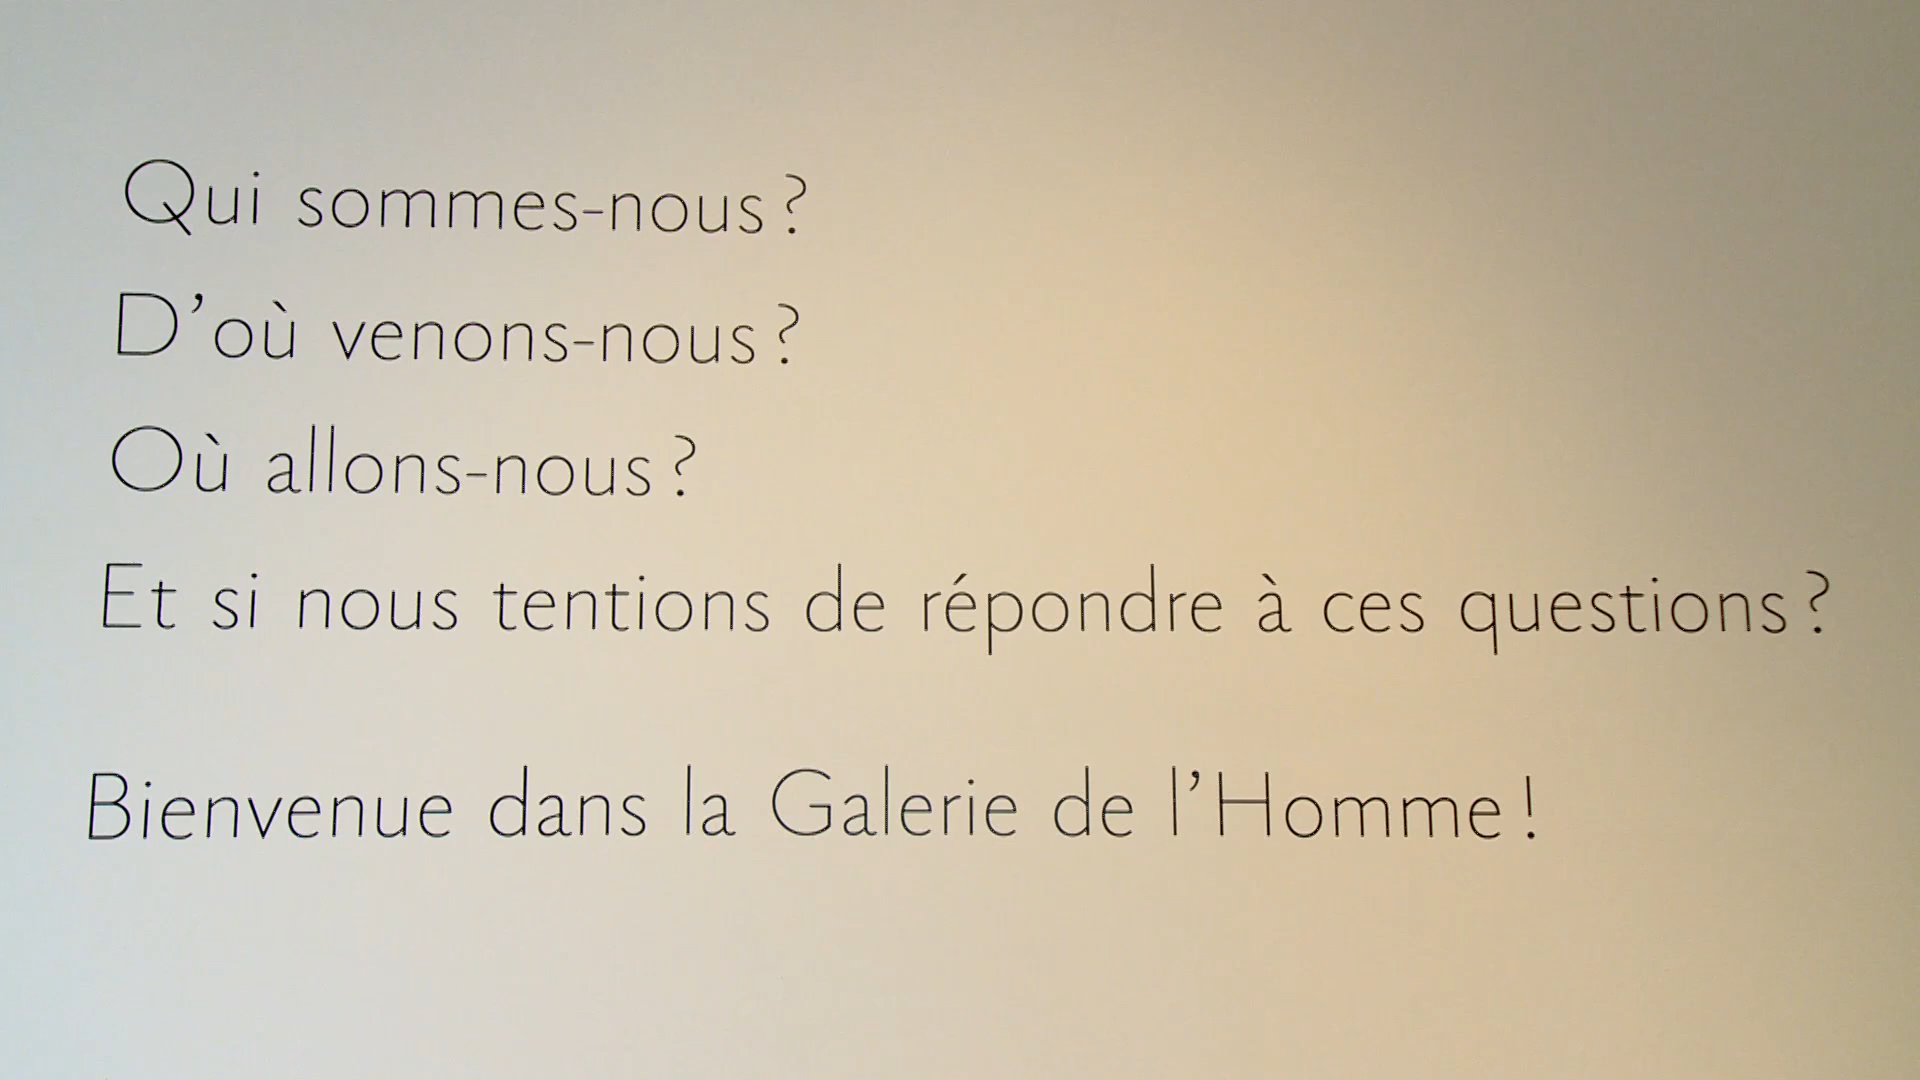 Qui sommes-nous ?
D’où venons-nous ?
Où allons-nous ?
Et si nous tentions de répondre à ces questions ?
Bienvenue dans la Galerie de l’Homme !